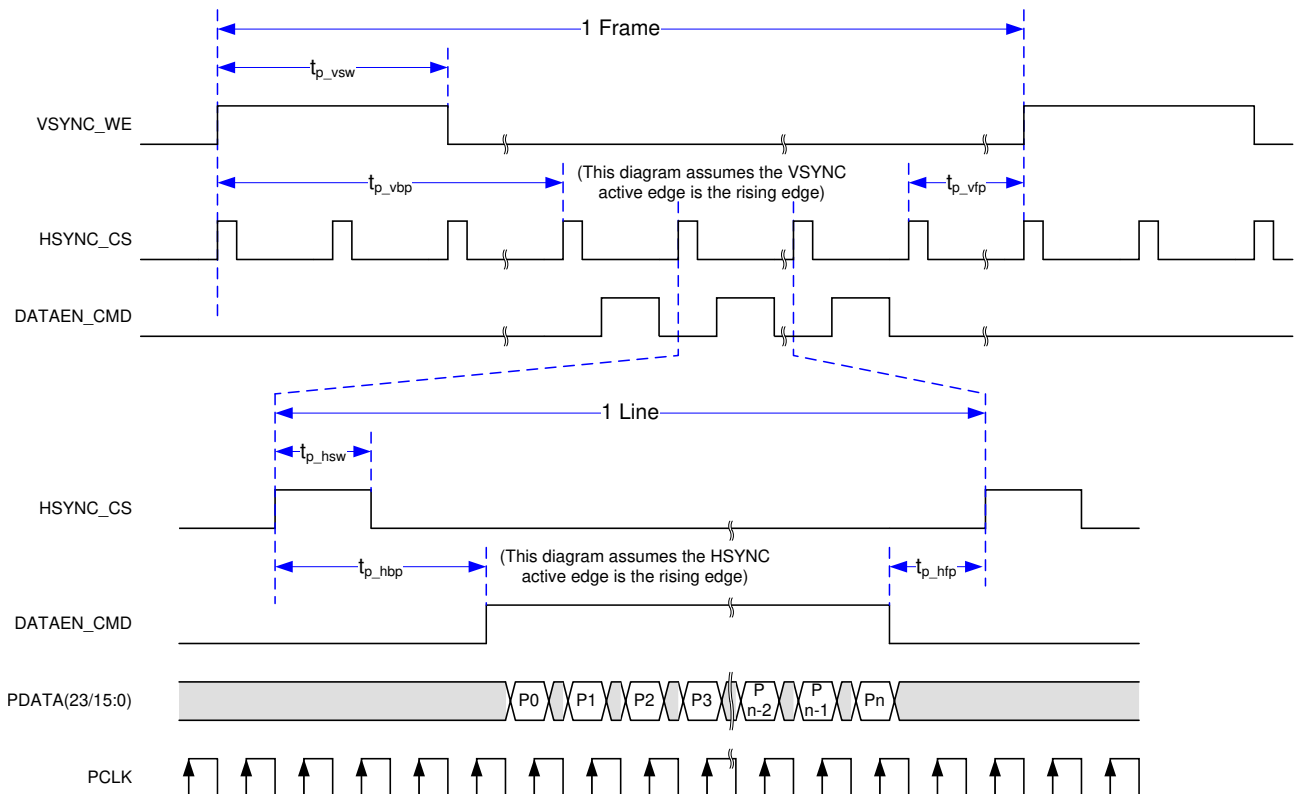 1 Frame
tp_vsw
VSYNC_WE
tp_vbp
(This diagram assumes the VSYNC
active edge is the rising edge)
tp_vfp
HSYNC_CS
DATAEN_CMD
1 Line
tp_hsw
HSYNC_CS
tp_hbp
(This diagram assumes the HSYNC
active edge is the rising edge)
tp_hfp
DATAEN_CMD
PDATA(23/15:0)
P0
P1
P2
P3
P
n-2
P
n-1
Pn
PCLK